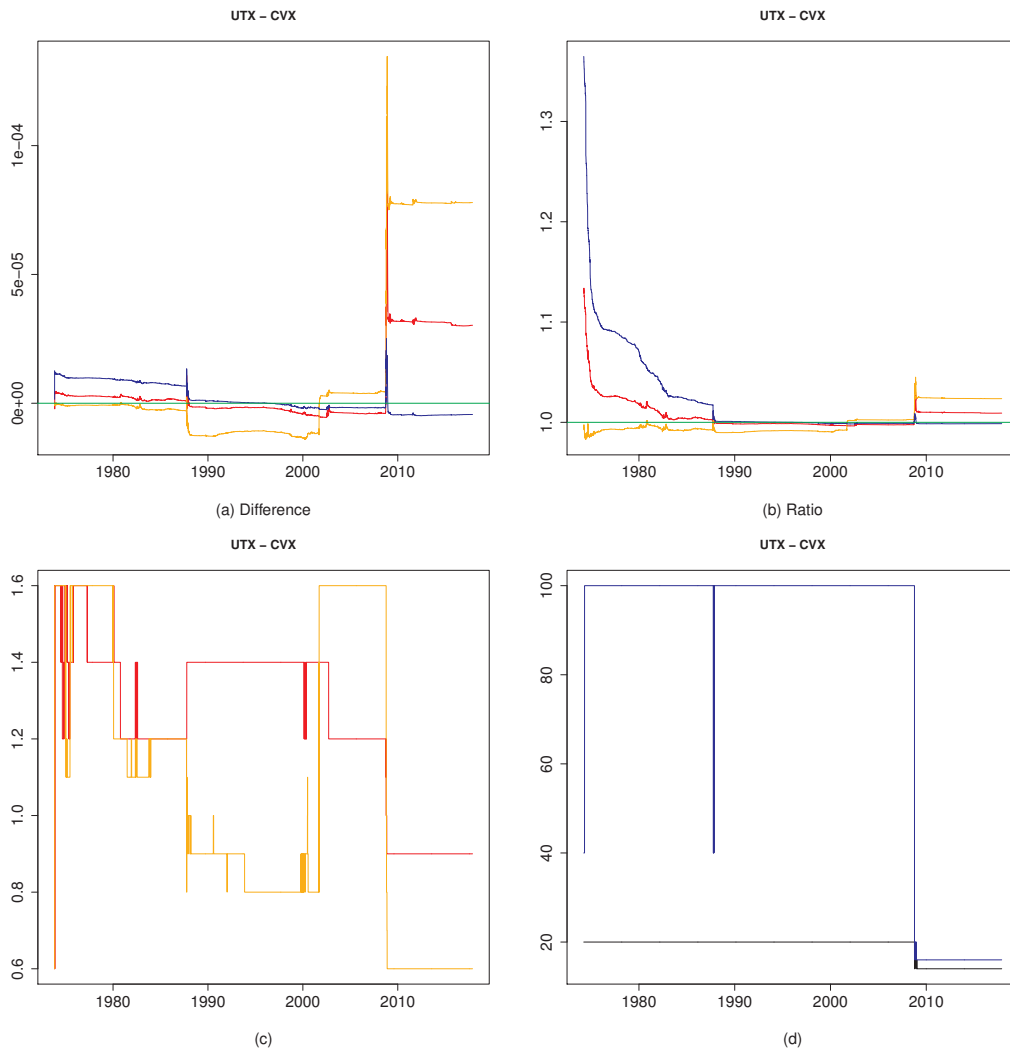 UTX − CVX
UTX − CVX
1e−04
5e−05
0e+00
1980 1990 2000 2010
(a) Difference
1.3
1.2
1.1
1.0
1980 1990 2000 2010
(b) Ratio
UTX − CVX
UTX − CVX
1.6
1.4
1.2
1.0
0.8
0.6
1980 1990 2000 2010
(c)
100
80
60
40
20
1980 1990 2000 2010
(d)